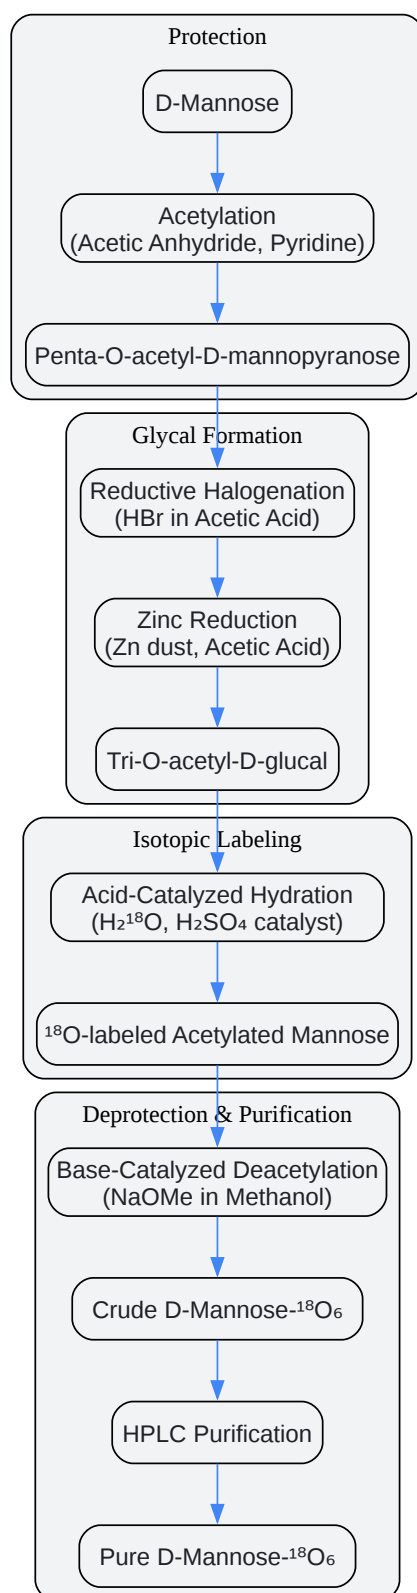 Protection
D-Mannose
Acetylation
(Acetic Anhydride, Pyridine)
Penta-O-acetyl-D-mannopyranose
Glycal Formation
Reductive Halogenation
(HBr in Acetic Acid)
Zinc Reduction
(Zn dust, Acetic Acid)
Tri-O-acetyl-D-glucal
Isotopic Labeling
Acid-Catalyzed Hydration
(H₂¹⁸O, H₂SO₄ catalyst)
¹⁸O-labeled Acetylated Mannose
Deprotection & Purification
Base-Catalyzed Deacetylation
(NaOMe in Methanol)
Crude D-Mannose-¹⁸O₆
HPLC Purification
Pure D-Mannose-¹⁸O₆